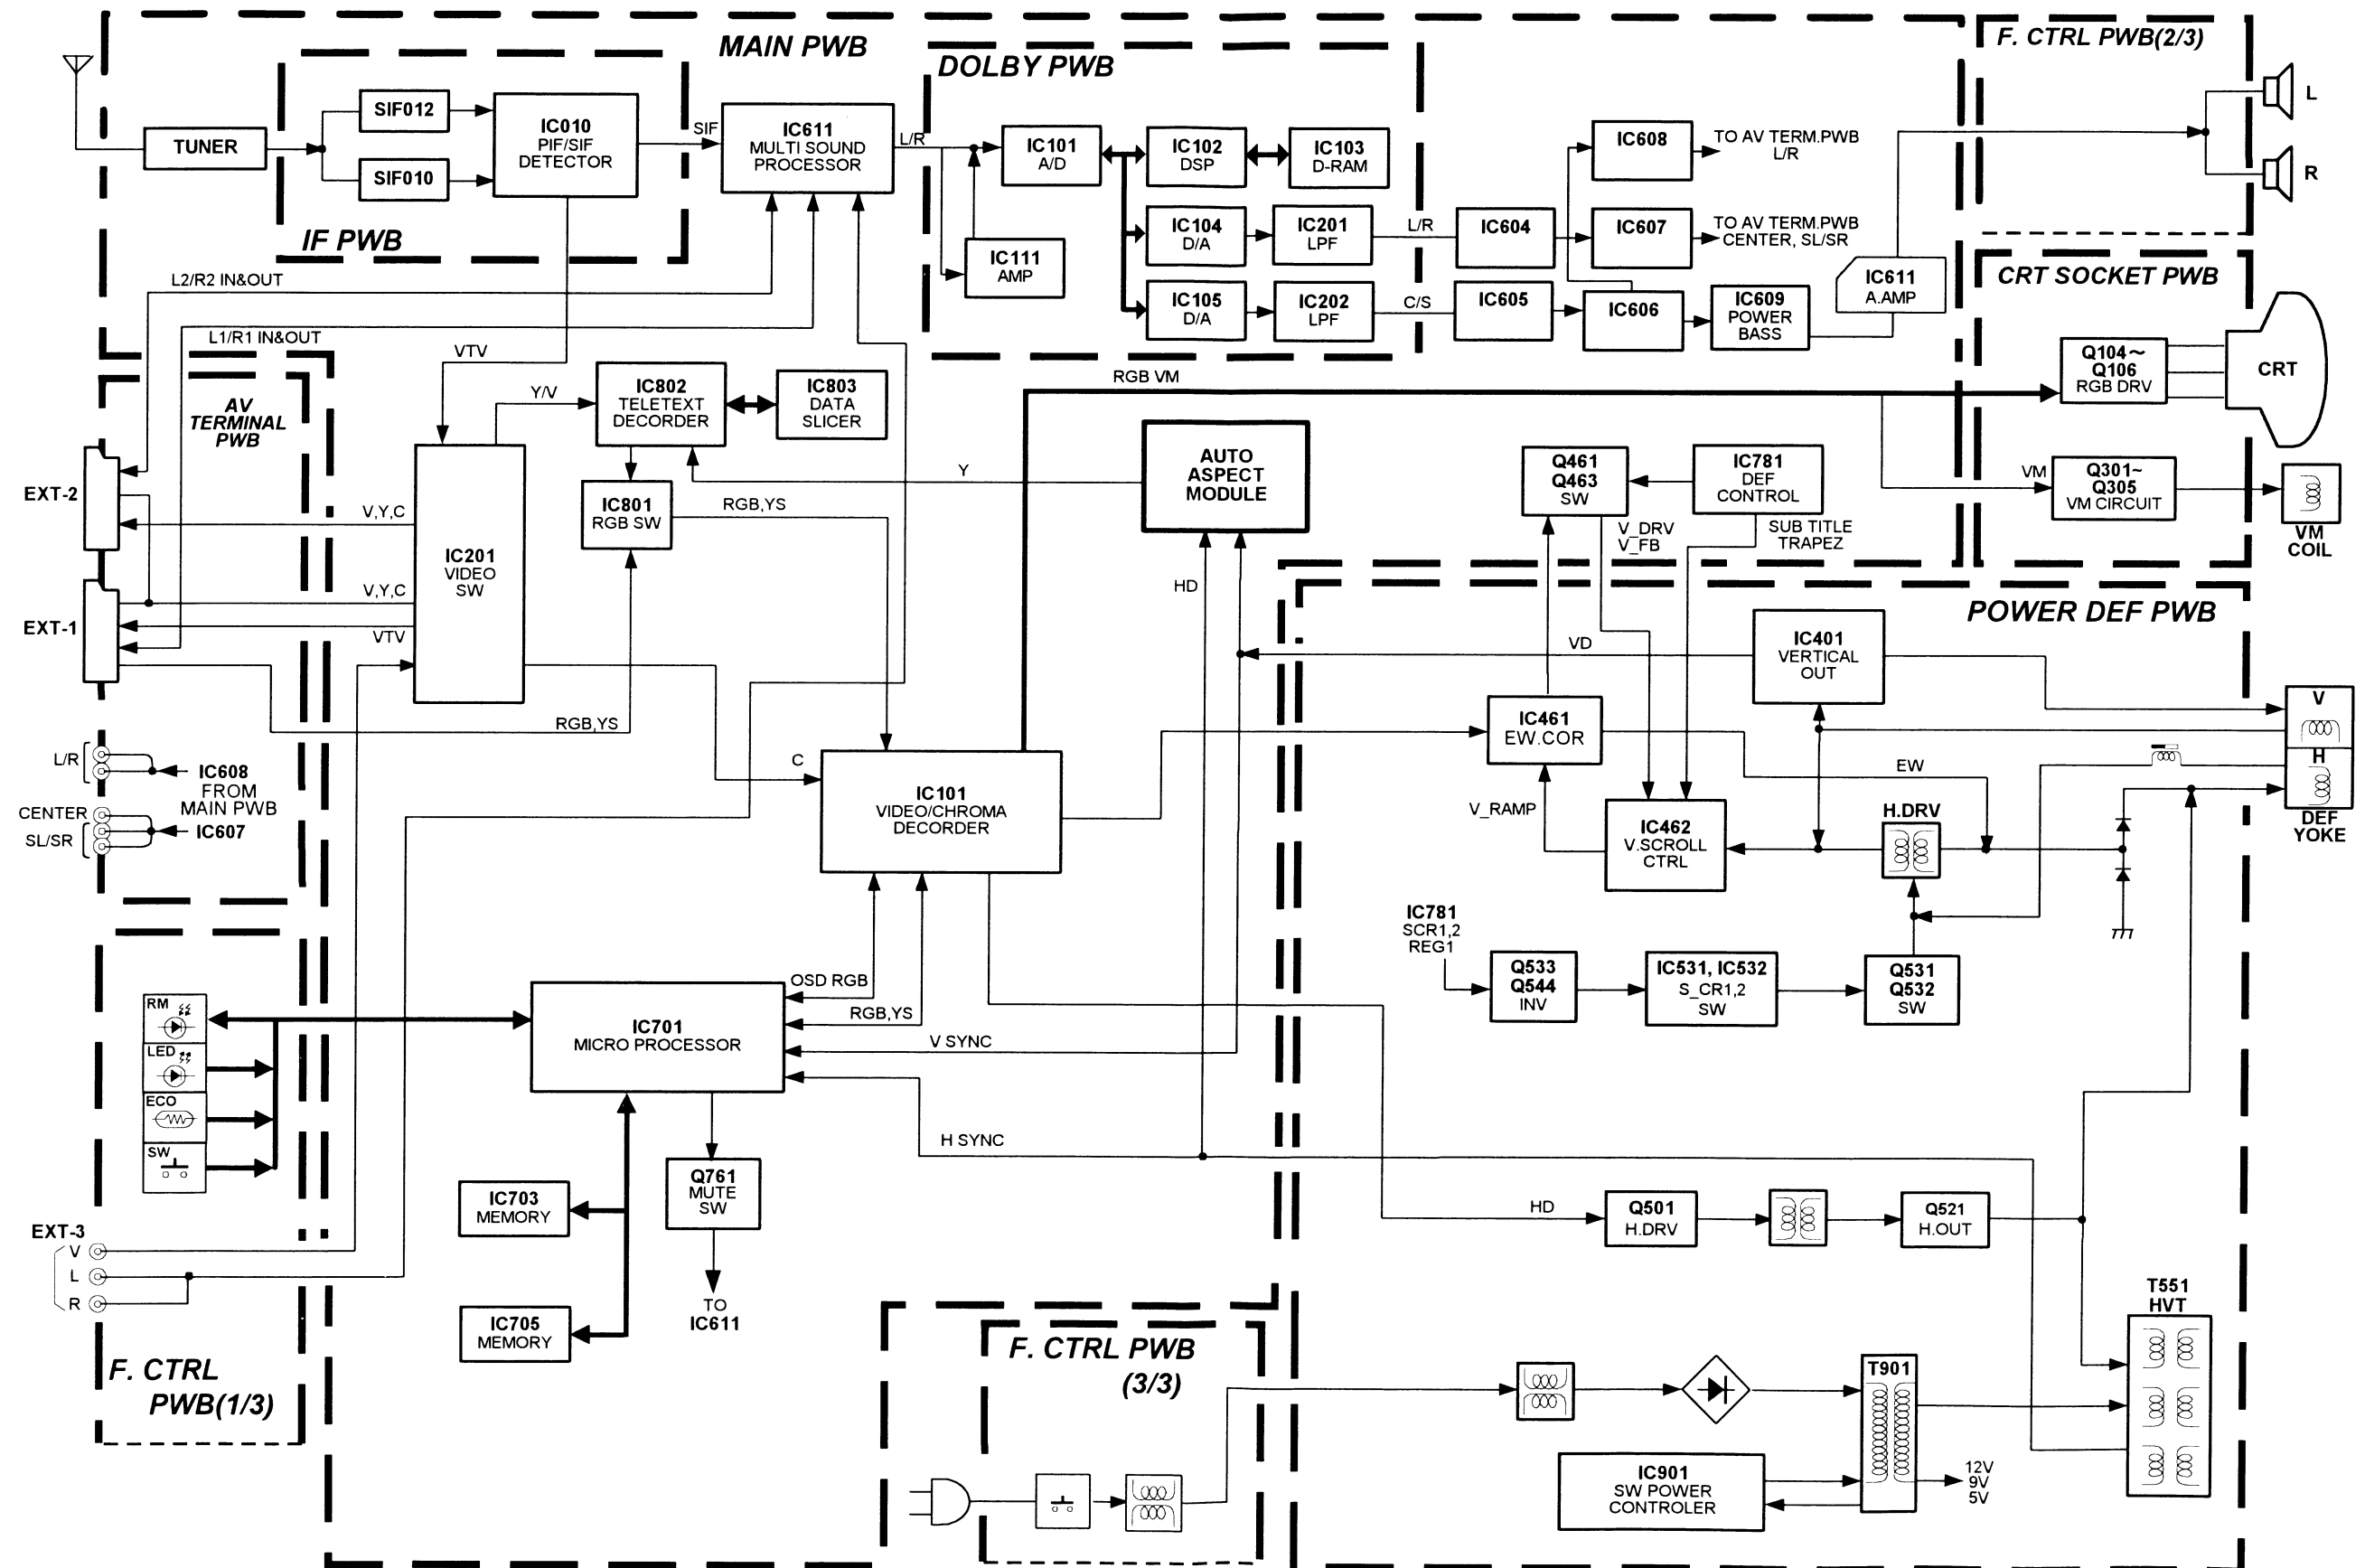 MAIN PWB
F. CTRL PWB(2/3)
DOLBY PWB
L
R
TUNER
SIF012
SIF010
IC010
PIF/SIF
DETECTOR
IF PWB
SIF
IC611
MULTI SOUND
PROCESSOR
L/R
IC101
A/D
IC102
DSP
IC103
D-RAM
IC111
AMP
IC104
D/A
IC201
LPF
L/R
IC105
D/A
IC202
LPF
C/S
IC604
IC605
IC608
TO AV TERM.PWB
L/R
IC607
TO AV TERM.PWB
CENTER, SL/SR
IC606
IC609
POWER
BASS
IC611
A.AMP
CRT SOCKET PWB
Q104～
Q106
RGB DRV
CRT
L2/R2 IN&OUT
L1/R1 IN&OUT
VTV
RGB VM
AV
TERMINAL
PWB
Y/V
IC802
TELETEXT
DECORDER
IC803
DATA
SLICER
IC801
RGB SW
RGB,YS
Y
AUTO
ASPECT
MODULE
Q461
Q463
SW
IC781
DEF
CONTROL
V_DRV
V_FB
SUB TITLE
TRAPEZ
VM
Q301~
Q305
VM CIRCUIT
VM
COIL
EXT-2
V,Y,C
IC201
VIDEO
SW
V,Y,C
EXT-1
VTV
RGB,YS
HD
POWER DEF PWB
VD
IC401
VERTICAL
OUT
V
H
DEF
YOKE
L/R
IC608
FROM
MAIN PWB
IC607
CENTER
SL/SR
C
IC101
VIDEO/CHROMA
DECORDER
IC461
EW.COR
EW
V_RAMP
IC462
V.SCROLL
CTRL
H.DRV
IC781
SCR1,2
REG1
Q533
Q544
INV
IC531, IC532
S_CR1,2
SW
Q531
Q532
SW
RM
LED
ECO
SW
OSD RGB
RGB,YS
V SYNC
H SYNC
IC701
MICRO PROCESSOR
IC703
MEMORY
IC705
MEMORY
Q761
MUTE
SW
TO
IC611
HD
Q501
H.DRV
Q521
H.OUT
T551
HVT
EXT-3
V
L
R
F. CTRL
PWB(1/3)
F. CTRL PWB
(3/3)
T901
IC901
SW POWER
CONTROLER
12V
9V
5V